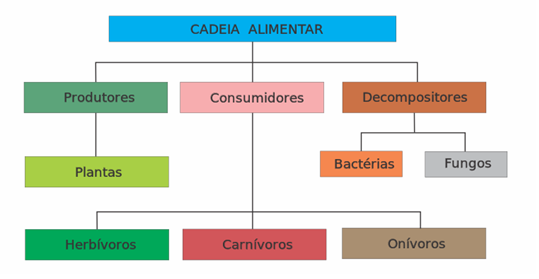 CADEIA ALIMENTAR
Produtores
Consumidores
Decompositores
Plantas
Bactérias
Fungos
Herbívoros
Carnívoros
Onívoros